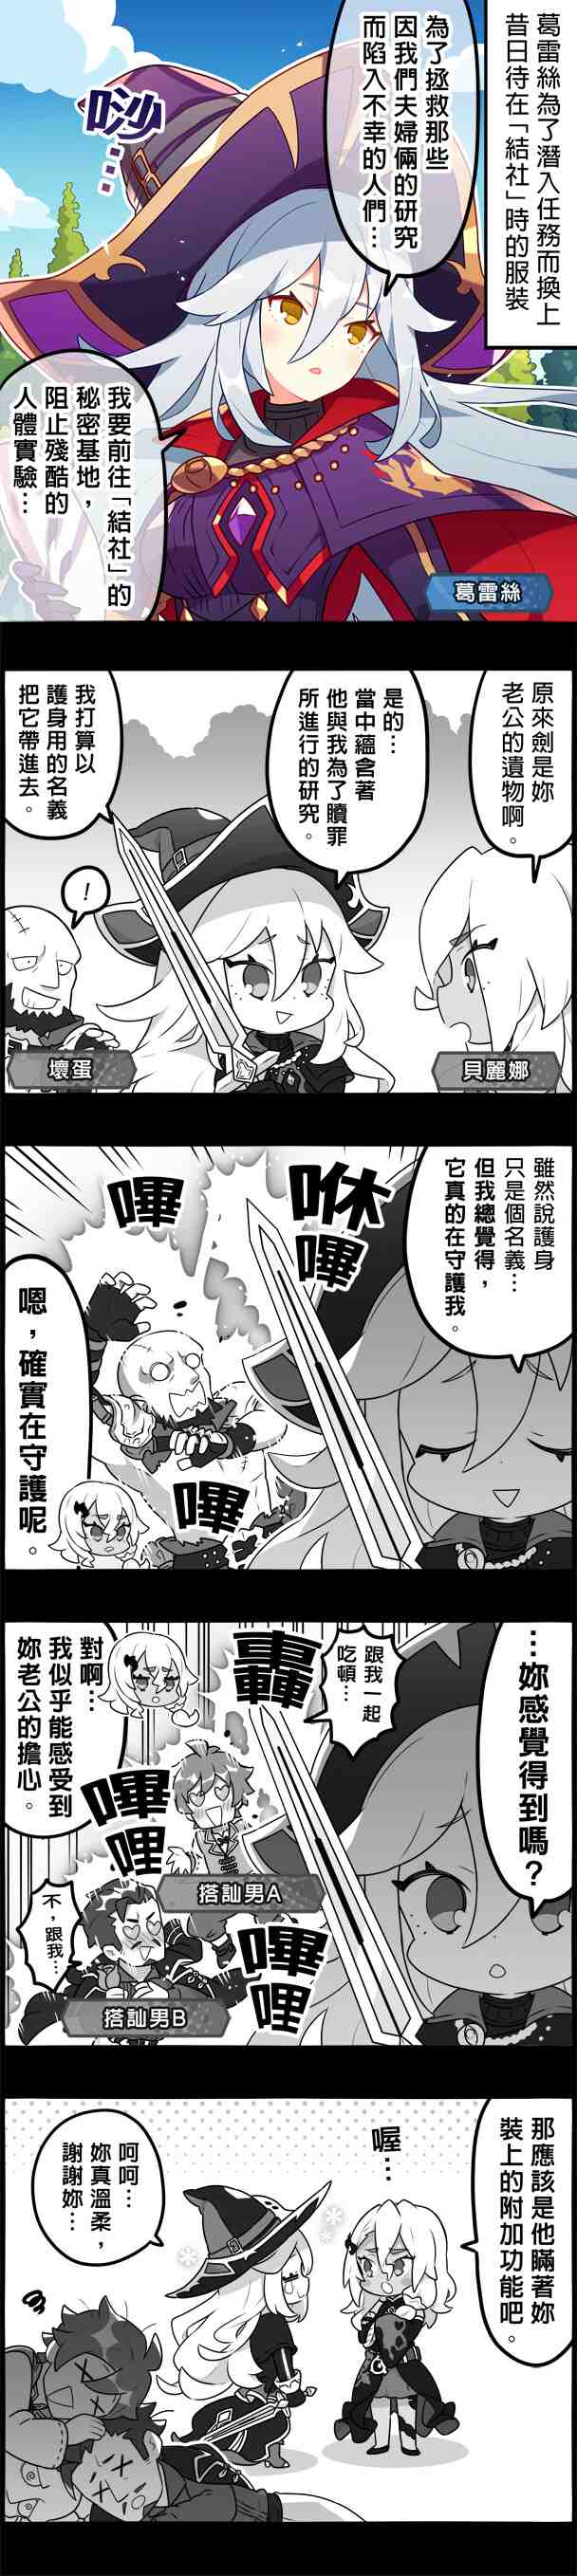 葛雷絲為了潛入任務而換上
昔日待在「結社」時的服裝
為了拯救那些
因我們夫婦倆的研究
而陷入不幸的人們…
唦…
我要前往「結社」的
秘密基地，
阻止殘酷的
人體實驗…
葛雷絲
原來劍是妳
老公的遺物啊。
是的…
當中蘊含著
他與我為了贖罪
所進行的研究。
我打算以
護身用的名義
把它帶進去。
！
壞蛋
貝麗娜
雖然說護身
只是個名義…
但我總覺得，
它真的在守護我。
咻
嗶
嗶
嗶
嗯，確實在守護呢。
…妳感覺得到嗎？
跟我一起
吃頓…
轟
對啊…
我似乎能感受到
妳老公的擔心。
嗶
哩
搭訕男A
不，跟我…
嗶
哩
搭訕男B
那應該是他瞞著妳
裝上的附加功能吧。
喔…
呵呵…
妳真溫柔，
謝謝妳…